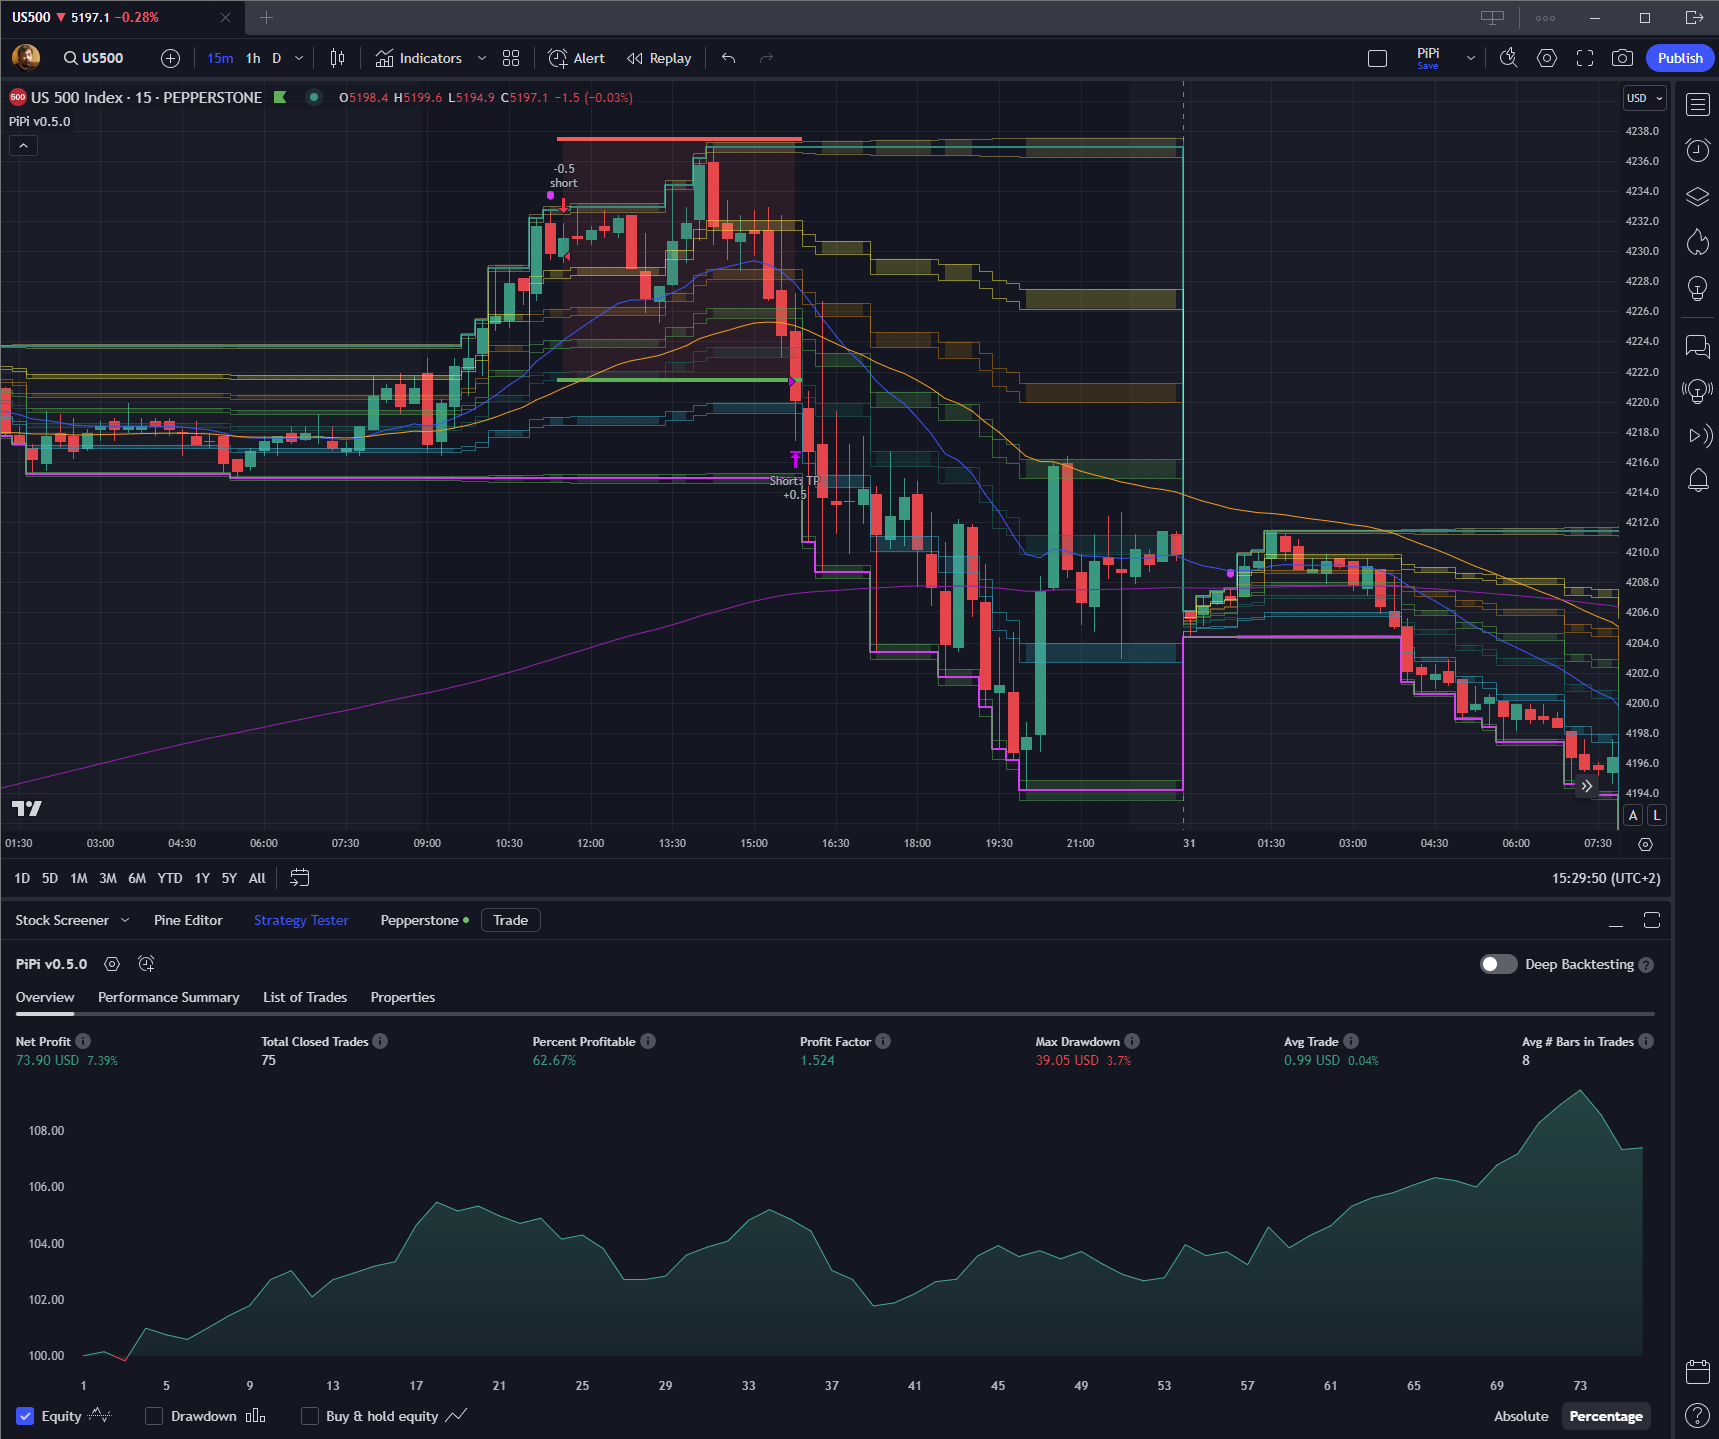 US500 ▼ 5197.1 −0.28%
US500
15m 1h D
Indicators
Alert
Replay
PiPi
Save
Publish
500 US 500 Index · 15 · PEPPERSTONE O5198.4 H5199.6 L5194.9 C5197.1 −1.5 (−0.03%)
USD
PiPi v0.5.0
-0.5
short
Short: TP
+0.5
4238.0
4236.0
4234.0
4232.0
4230.0
4228.0
4226.0
4224.0
4222.0
4220.0
4218.0
4216.0
4214.0
4212.0
4210.0
4208.0
4206.0
4204.0
4202.0
4200.0
4198.0
4196.0
4194.0
A L
01:30 03:00 04:30 06:00 07:30 09:00 10:30 12:00 13:30 15:00 16:30 18:00 19:30 21:00 31 01:30 03:00 04:30 06:00 07:30
1D 5D 1M 3M 6M YTD 1Y 5Y All
15:29:50 (UTC+2)
Stock Screener Pine Editor Strategy Tester Pepperstone Trade
PiPi v0.5.0
Deep Backtesting
Overview Performance Summary List of Trades Properties
Net Profit Total Closed Trades Percent Profitable Profit Factor Max Drawdown Avg Trade Avg # Bars in Trades
73.90 USD 7.39% 75 62.67% 1.524 39.05 USD 3.7% 0.99 USD 0.04% 8
108.00
106.00
104.00
102.00
100.00
1 5 9 13 17 21 25 29 33 37 41 45 49 53 57 61 65 69 73
Equity Drawdown Buy & hold equity
Absolute Percentage